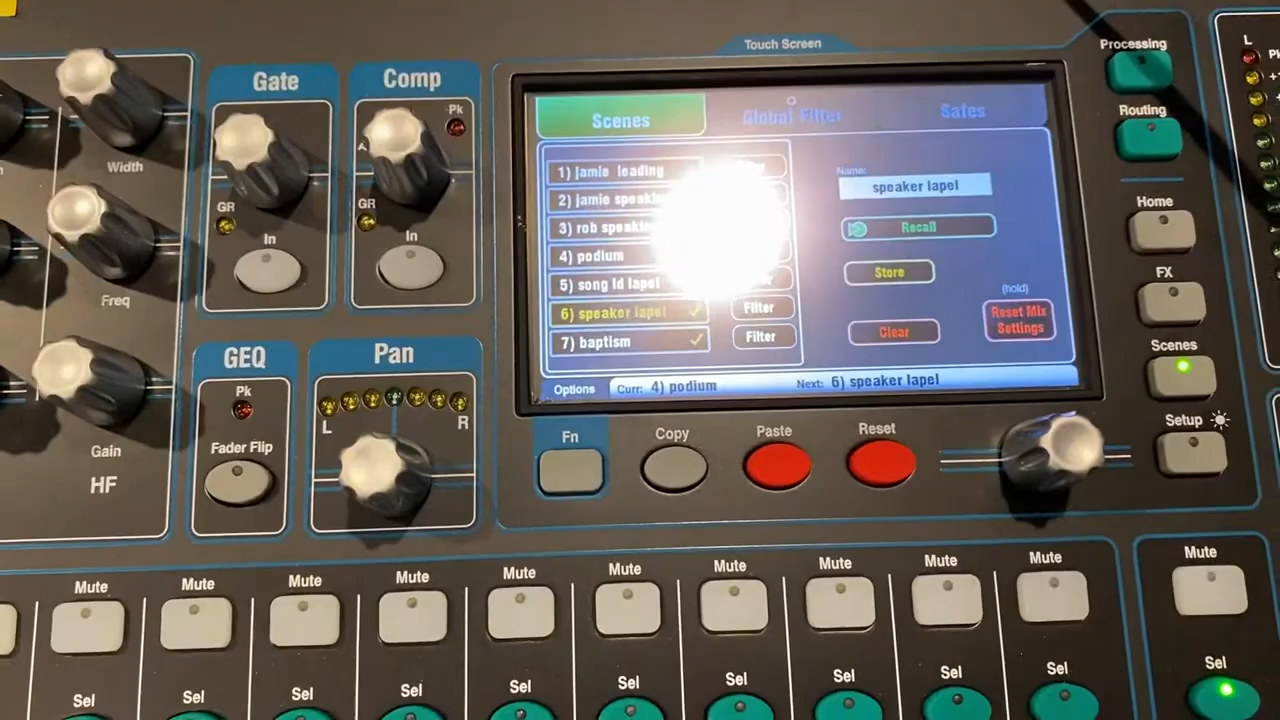 Touch Screen
Processing
Gate
Comp
Scenes
Global Filter
Safes
Routing
Pk
L
Width
1) jamie leading
Name:
2) jamie
speaker lapel
GR
GR
3) rob
Recall
Home
In
In
4) podium
Store
FX
Freq
5) song ld lapel
(hold)
6) speaker lapel
Filter
Reset Mix
Settings
Clear
7) baptism
Filter
Scenes
GEQ
Pan
Options
Curr: 4) podium
Next: 6) speaker lapel
Pk
L
R
Fn
Copy
Paste
Reset
Setup
Gain
Fader Flip
HF
Mute
Mute
Mute
Mute
Mute
Mute
Mute
Mute
Mute
Mute
Mute
Sel
Sel
Sel
Sel
Sel
Sel
Sel
Sel
Sel
Sel
Sel